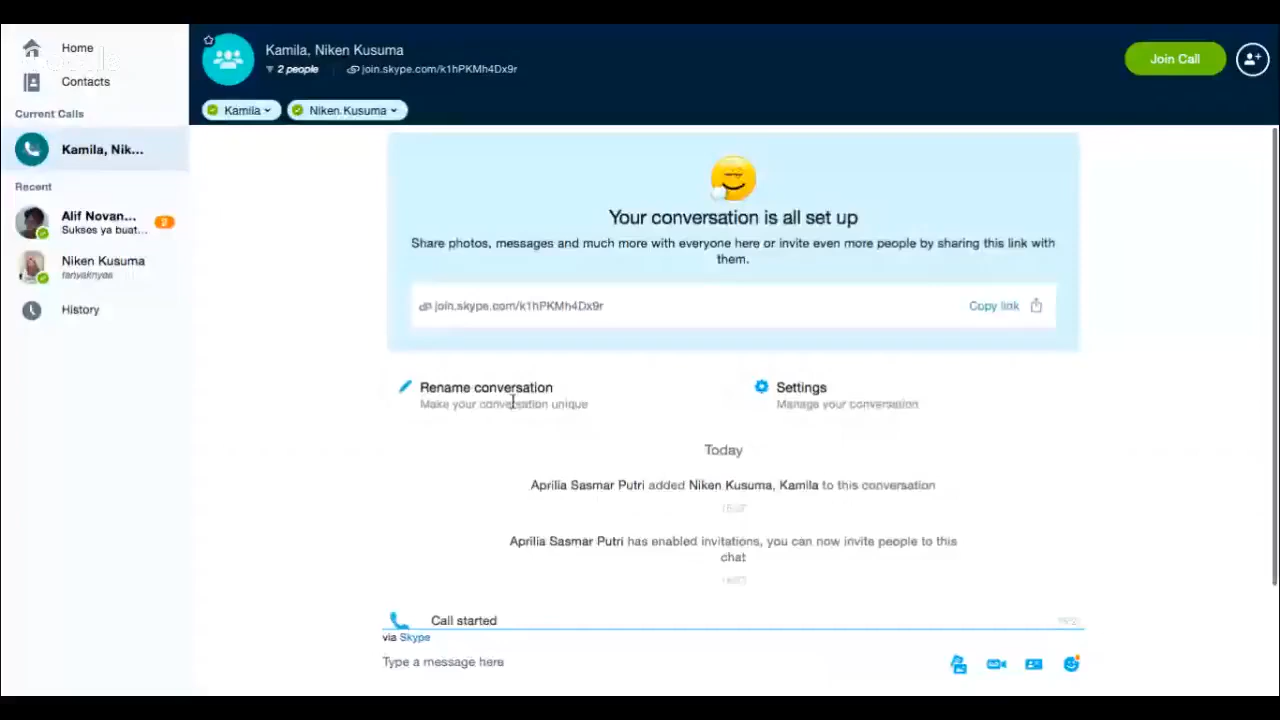 Home
Contacts
Current Calls
Kamila, Nik...
Recent
Alif Novan...
2
Sukses ya buat...
Niken Kusuma
History
Kamila, Niken Kusuma
2 people
join.skype.com/k1hPKMh4Dx9r
Join Call
Kamila
Niken Kusuma
Your conversation is all set up
Share photos, messages and much more with everyone here or invite even more people by sharing this link with
them.
join.skype.com/k1hPKMh4Dx9r
Copy link
Rename conversation
Make your conversation unique
Settings
Manage your conversation
Today
Aprilia Sasmar Putri added Niken Kusuma, Kamila to this conversation
Aprilia Sasmar Putri has enabled invitations, you can now invite people to this
chat
Call started
via Skype
Type a message here